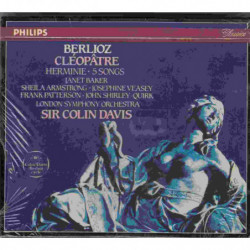 PHILIPS
Classics
BERLIOZ
CLÉOPÂTRE
HERMINIE · 5 SONGS
JANET BAKER
SHEILA ARMSTRONG · JOSEPHINE VEASEY
FRANK PATTERSON · JOHN SHIRLEY-QUIRK
LONDON SYMPHONY ORCHESTRA
SIR COLIN DAVIS